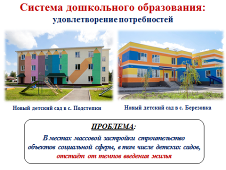 Система дошкольного образования:
удовлетворение потребностей
Новый детский сад в с. Подстепки
Новый детский сад в с. Березовка
ПРОБЛЕМА:
В местах массовой застройки строительство
объектов социальной сферы, в том числе детских садов,
отстаёт от темпов введения жилья